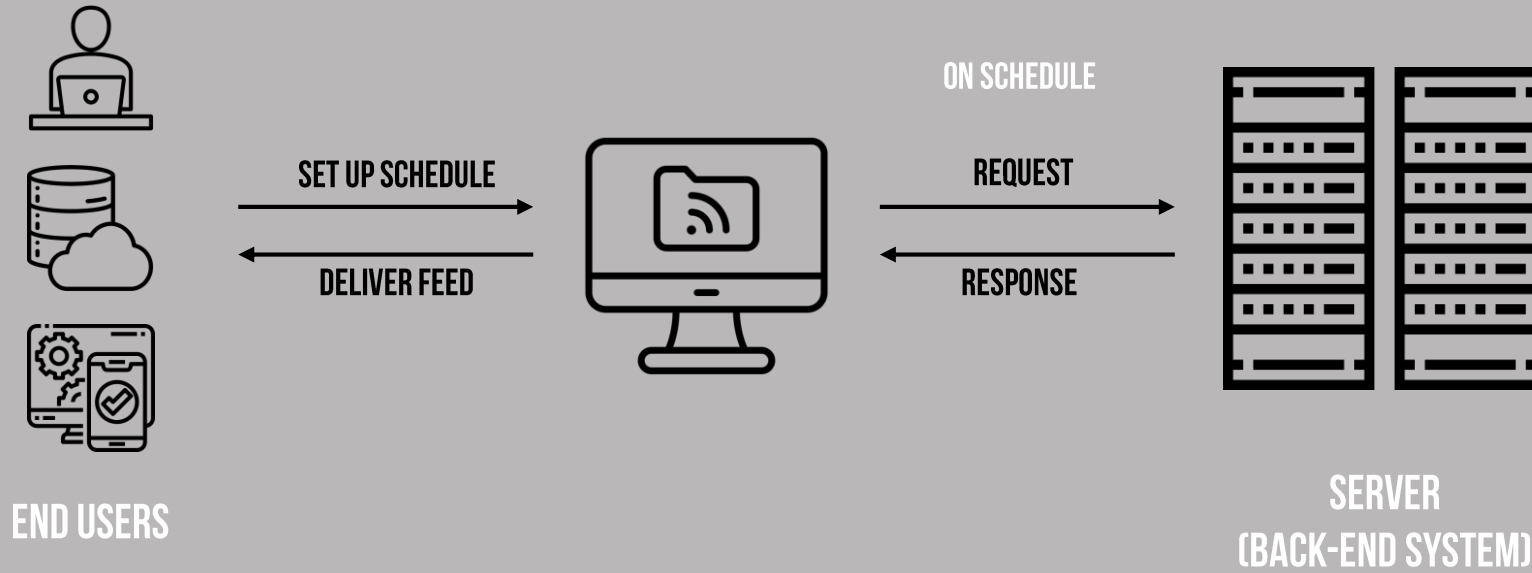 ON SCHEDULE
SET UP SCHEDULE
REQUEST
DELIVER FEED
RESPONSE
END USERS
SERVER
(BACK-END SYSTEM)